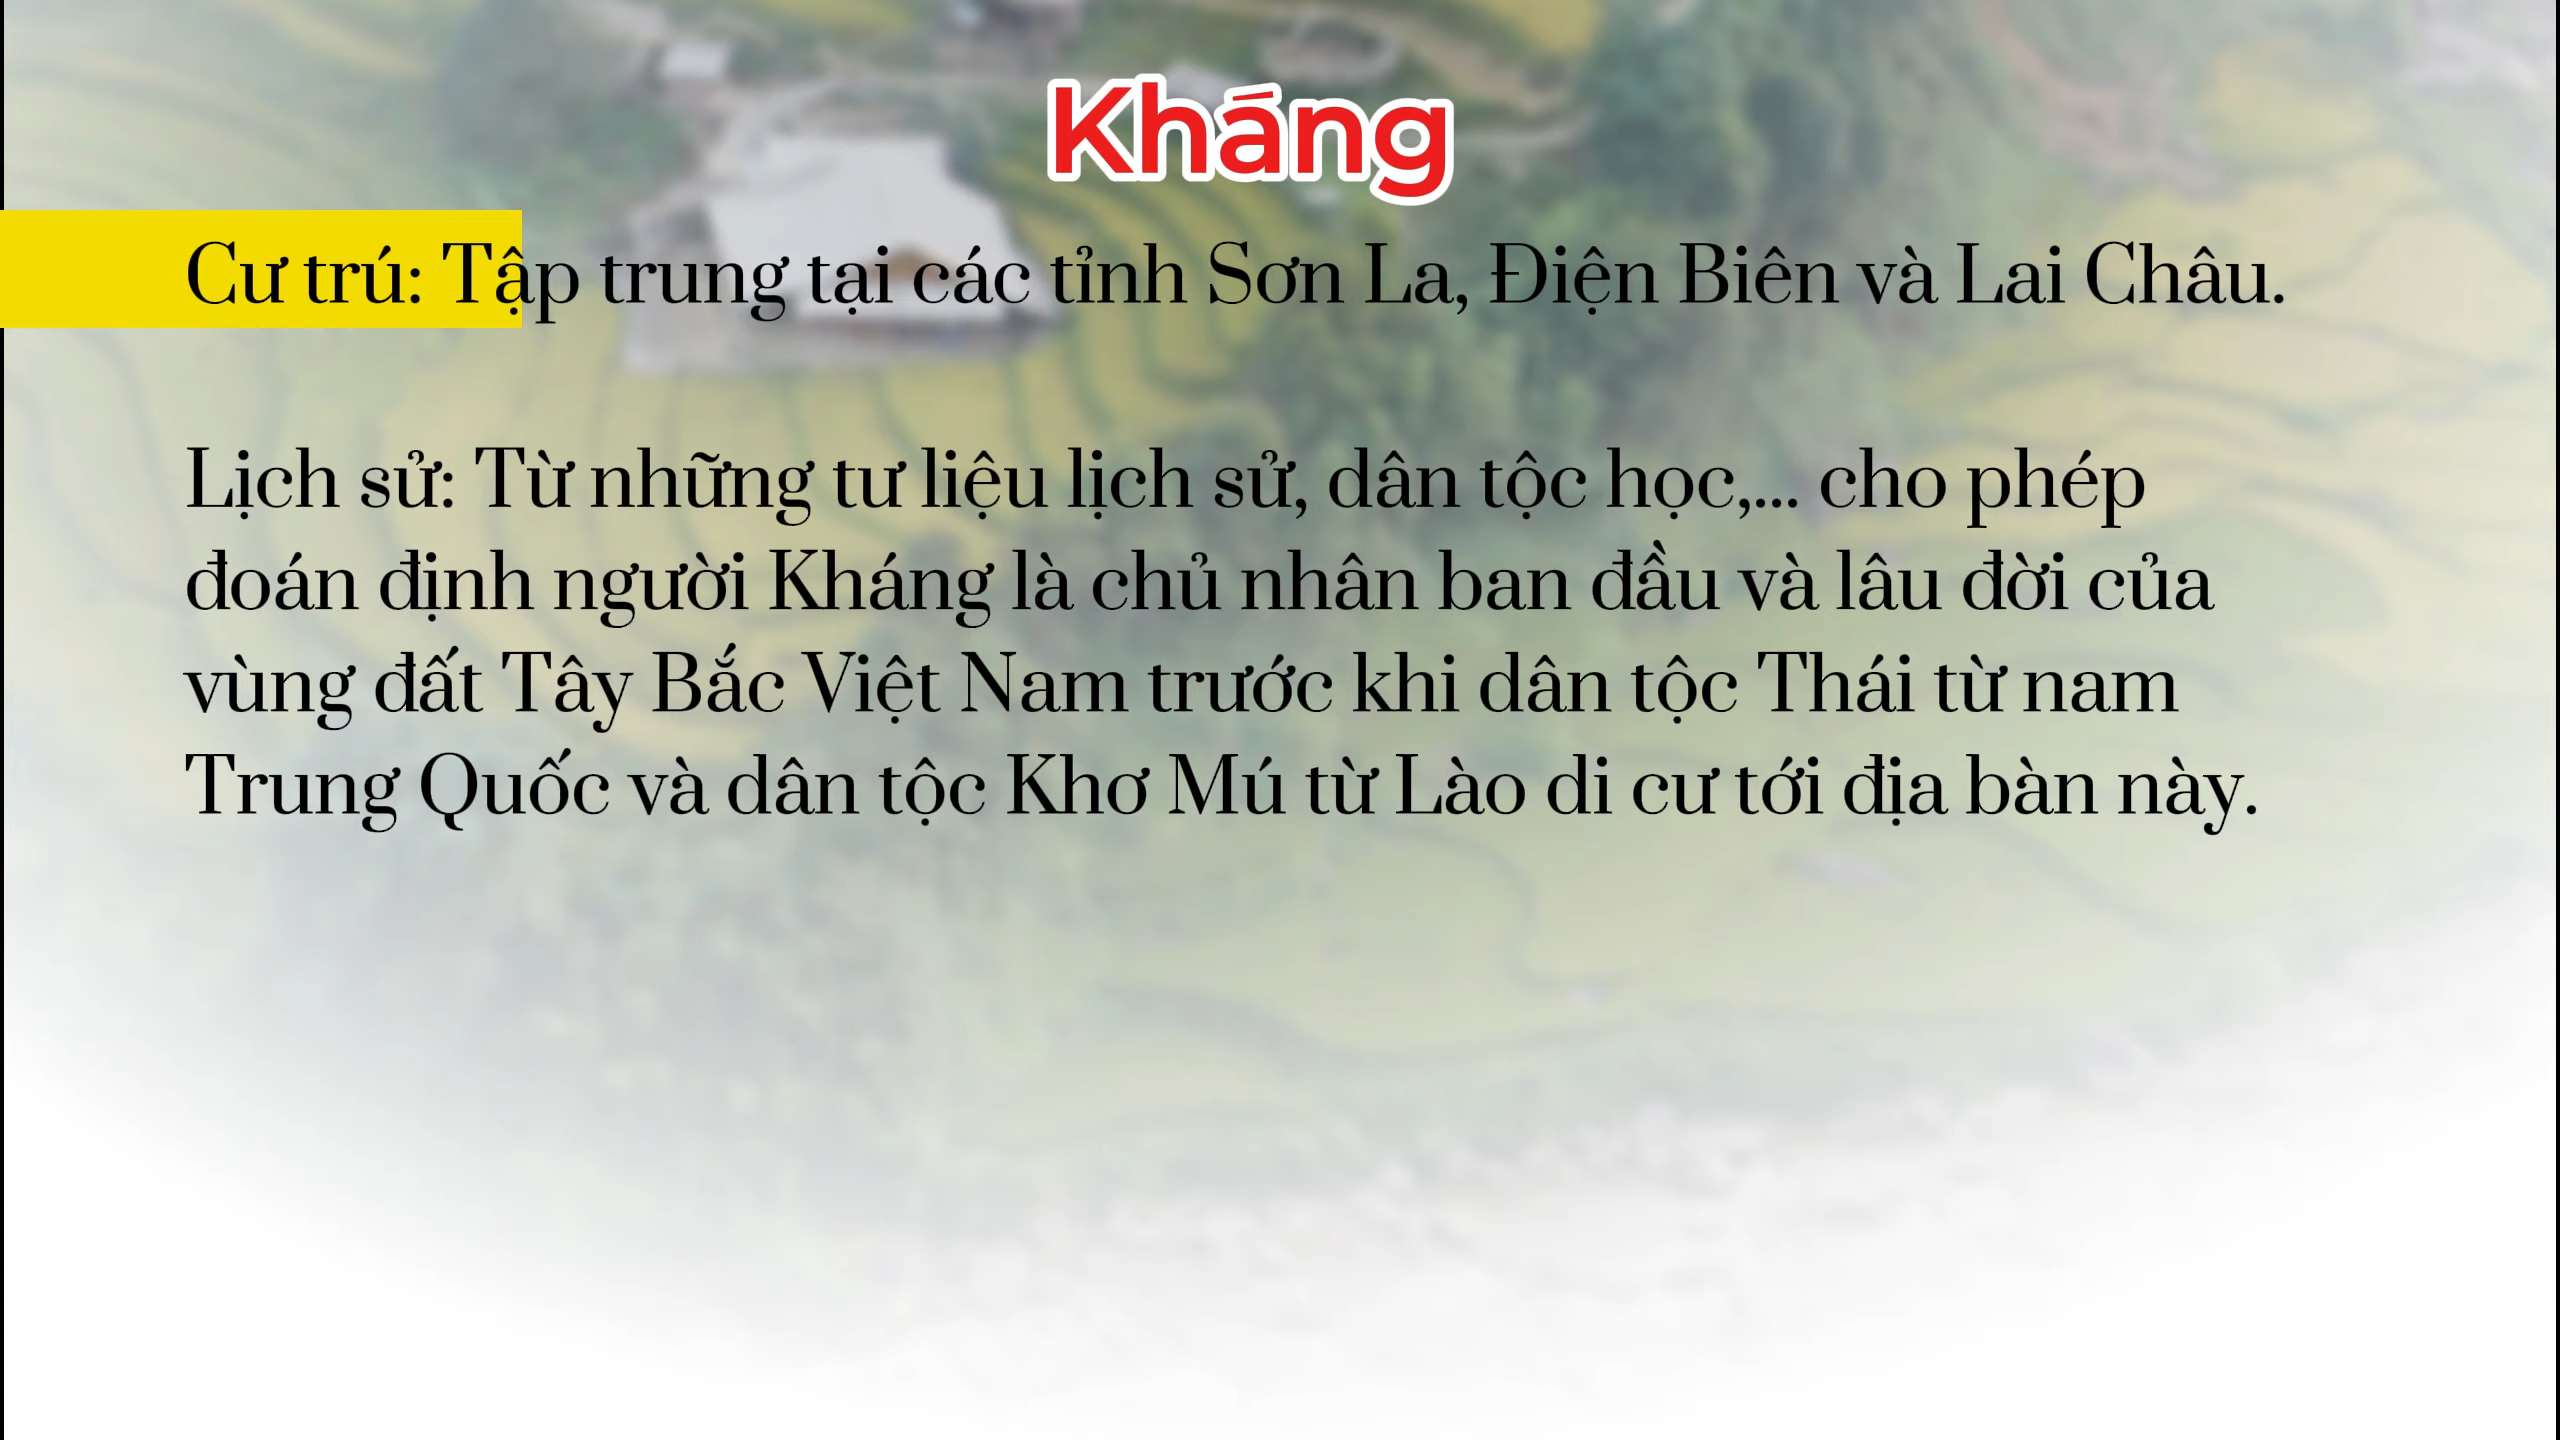 Kháng
Cư trú: Tập trung tại các tỉnh Sơn La, Điện Biên và Lai Châu.
Lịch sử: Từ những tư liệu lịch sử, dân tộc học,... cho phép
đoán định người Kháng là chủ nhân ban đầu và lâu đời của
vùng đất Tây Bắc Việt Nam trước khi dân tộc Thái từ nam
Trung Quốc và dân tộc Khơ Mú từ Lào di cư tới địa bàn này.